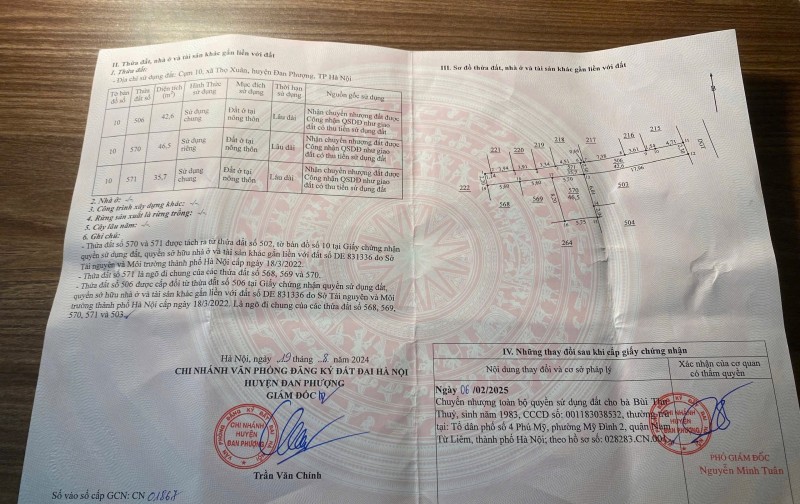 II. Thửa đất, nhà ở và tài sản khác gắn liền với đất
1. Thửa đất:
- Địa chỉ sử dụng đất: Cụm 10, xã Thọ Xuân, huyện Đan Phượng, TP Hà Nội
Tờ bản đồ số | Thửa đất số | Diện tích (m²) | Hình Thức sử dụng | Mục đích sử dụng | Thời hạn sử dụng | Nguồn gốc sử dụng
10 | 506 | 42,6 | Sử dụng chung | Đất ở tại nông thôn | Lâu dài | Nhận chuyển nhượng đất được Công nhận QSDĐ như giao đất có thu tiền sử dụng đất
10 | 570 | 46,5 | Sử dụng riêng | Đất ở tại nông thôn | Lâu dài | Nhận chuyển nhượng đất được Công nhận QSDĐ như giao đất có thu tiền sử dụng đất
10 | 571 | 35,7 | Sử dụng chung | Đất ở tại nông thôn | Lâu dài | Nhận chuyển nhượng đất được Công nhận QSDĐ như giao đất có thu tiền sử dụng đất
2. Nhà ở: -/-
3. Công trình xây dựng khác: -/-
4. Rừng sản xuất là rừng trồng: -/-
5. Cây lâu năm: -/-
6. Ghi chú:
- Thửa đất số 570 và 571 được tách ra từ thửa đất số 502, tờ bản đồ số 10 tại Giấy chứng nhận
quyền sử dụng đất, quyền sở hữu nhà ở và tài sản khác gắn liền với đất số DE 831336 do Sở
Tài nguyên và Môi trường thành phố Hà Nội cấp ngày 18/3/2022.
- Thửa đất số 571 là ngõ đi chung của các thửa đất số 568, 569 và 570.
- Thửa đất số 506 được cấp đổi từ thửa đất số 506 tại Giấy chứng nhận quyền sử dụng đất,
quyền sở hữu nhà ở và tài sản khác gắn liền với đất số DE 831336 do Sở Tài nguyên và Môi
trường thành phố Hà Nội cấp ngày 18/3/2022. Là ngõ đi chung của các thửa đất số 568, 569,
570, 571 và 503
Hà Nội, ngày 19 tháng 8 năm 2024
CHI NHÁNH VĂN PHÒNG ĐĂNG KÝ ĐẤT ĐAI HÀ NỘI
HUYỆN ĐAN PHƯỢNG
GIÁM ĐỐC
CHI NHÁNH
HUYỆN
ĐAN PHƯỢNG
Trần Văn Chính
Số vào sổ cấp GCN: CN 01867
III. Sơ đồ thửa đất, nhà ở và tài sản khác gắn liền với đất
215
216
217
218
219
220
221
222
503
504
264
568
569
570
46,5
506
42,6
IV. Những thay đổi sau khi cấp giấy chứng nhận
Nội dung thay đổi và cơ sở pháp lý | Xác nhận của cơ quan có thẩm quyền
Ngày 06 /02/2025
Chuyển nhượng toàn bộ quyền sử dụng đất cho bà Bùi Thu
Thuý, sinh năm 1985, CCCD số: 001183038532, thường trú
tại: Tổ dân phố số 4 Phú Mỹ, phường Mỹ Đình 2, quận Nam
Từ Liêm, thành phố Hà Nội; theo hồ sơ số: 028283.CN.004
CHI NHÁNH
HUYỆN
ĐAN PHƯỢNG
PHÓ GIÁM ĐỐC
Nguyễn Minh Tuân